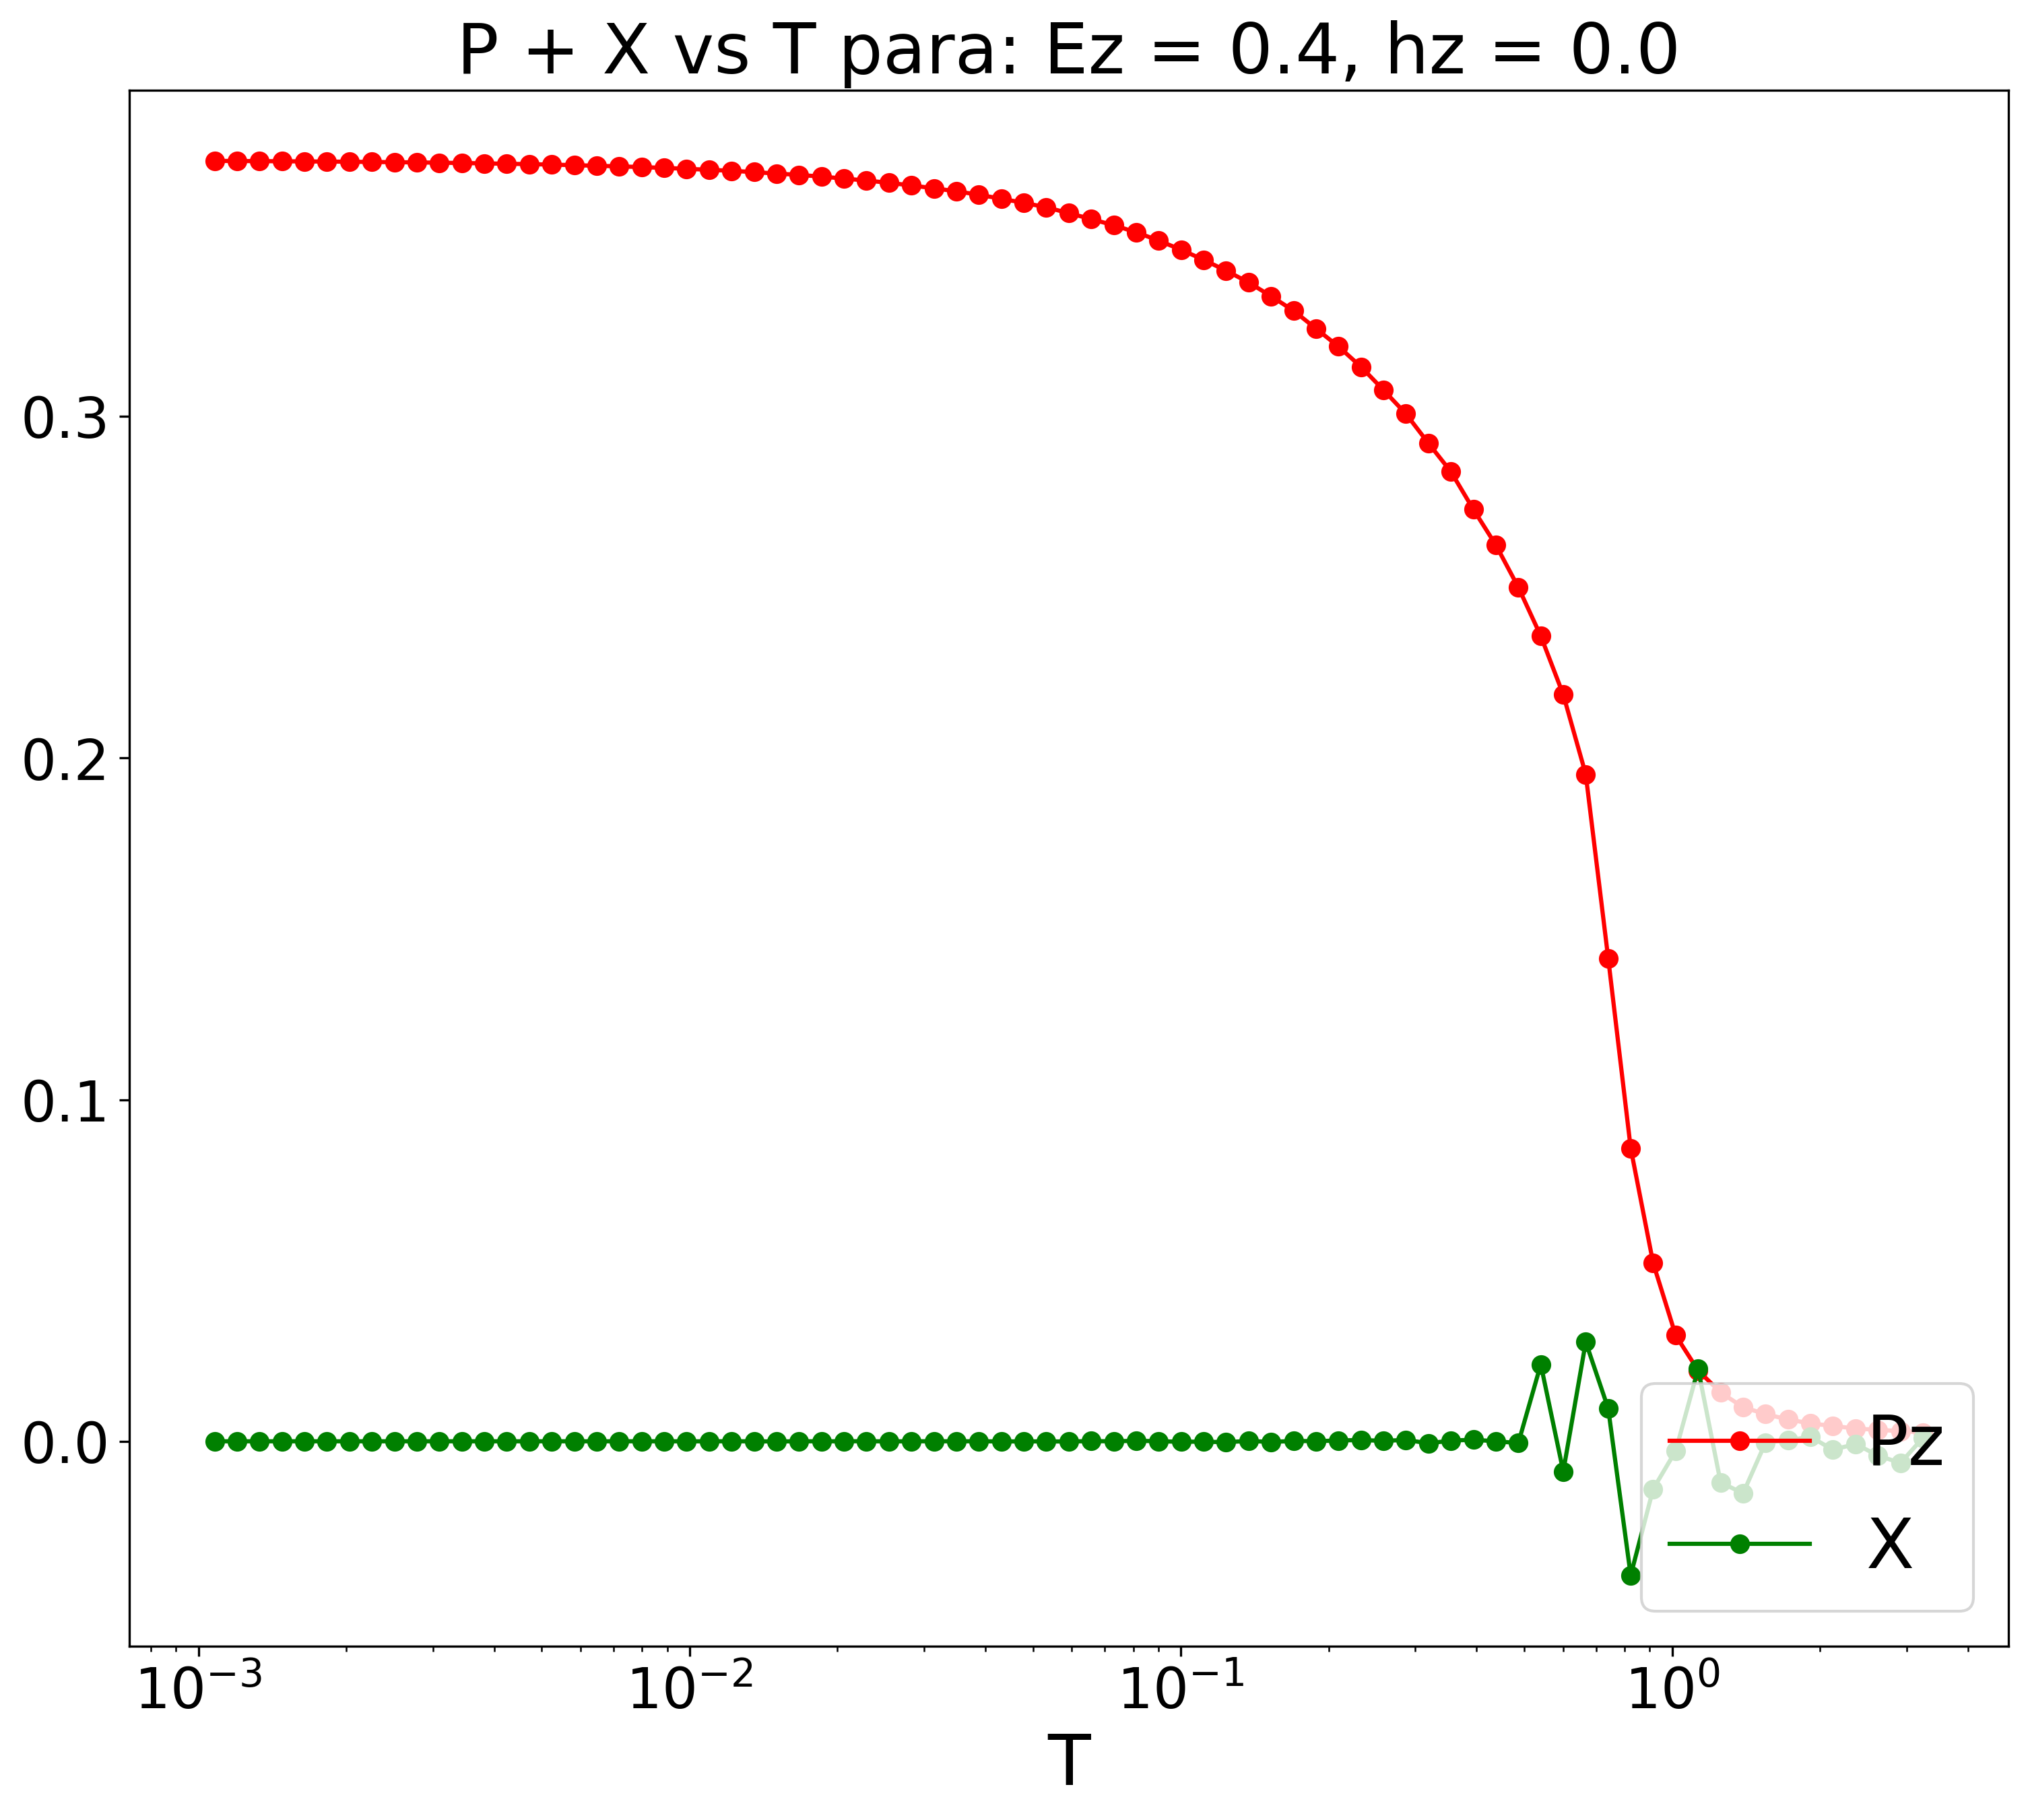 P + X vs T para: Ez = 0.4, hz = 0.0
0.3
0.2
0.1
0.0
Pz
X
10⁻³ 10⁻² 10⁻¹ 10⁰
T